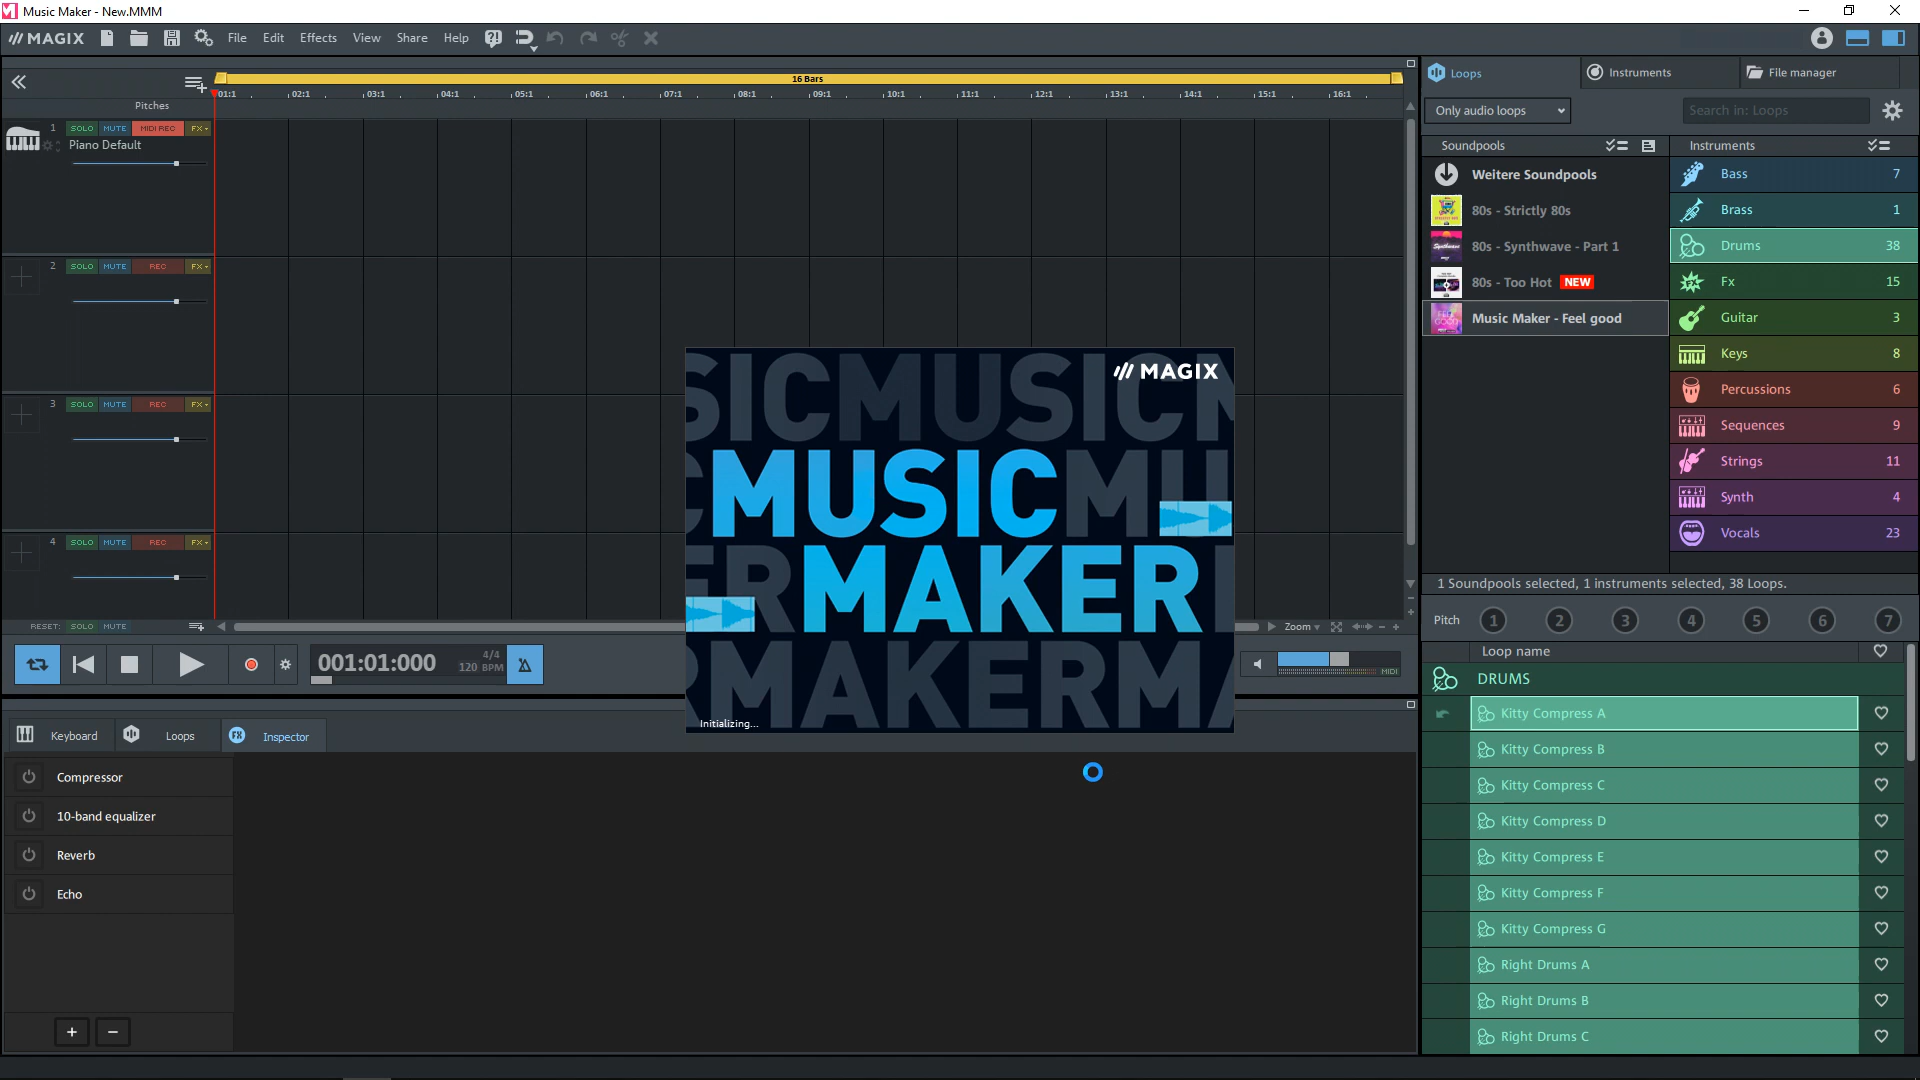 Music Maker - New.MMM
MAGIX
File Edit Effects View Share Help
16 Bars
01:1 02:1 03:1 04:1 05:1 06:1 07:1 08:1 09:1 10:1 11:1 12:1 13:1 14:1 15:1 16:1
Pitches
1 SOLO MUTE MIDI REC FX
Piano Default
2 SOLO MUTE REC FX
3 SOLO MUTE REC FX
4 SOLO MUTE REC FX
RESET: SOLO MUTE
Zoom
001:01:000
4/4
120 BPM
MIDI
MAGIX
SICMUSICM
CMUSICMU
ERMAKER
RMAKERMA
Initializing...
Keyboard Loops FX Inspector
Compressor
10-band equalizer
Reverb
Echo
+ −
Loops Instruments File manager
Only audio loops
Search in: Loops
Soundpools
Instruments
Weitere Soundpools
80s - Strictly 80s
80s - Synthwave - Part 1
80s - Too Hot NEW
Music Maker - Feel good
Bass 7
Brass 1
Drums 38
Fx 15
Guitar 3
Keys 8
Percussions 6
Sequences 9
Strings 11
Synth 4
Vocals 23
1 Soundpools selected, 1 instruments selected, 38 Loops.
Pitch 1 2 3 4 5 6 7
Loop name
DRUMS
Kitty Compress A
Kitty Compress B
Kitty Compress C
Kitty Compress D
Kitty Compress E
Kitty Compress F
Kitty Compress G
Right Drums A
Right Drums B
Right Drums C